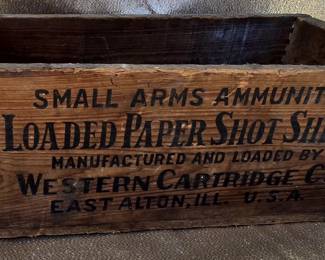 SMALL ARMS AMMUNIT
LOADED PAPER SHOT SH
MANUFACTURED AND LOADED BY
WESTERN CARTRIDGE C
EAST ALTON, ILL. U.S.A.